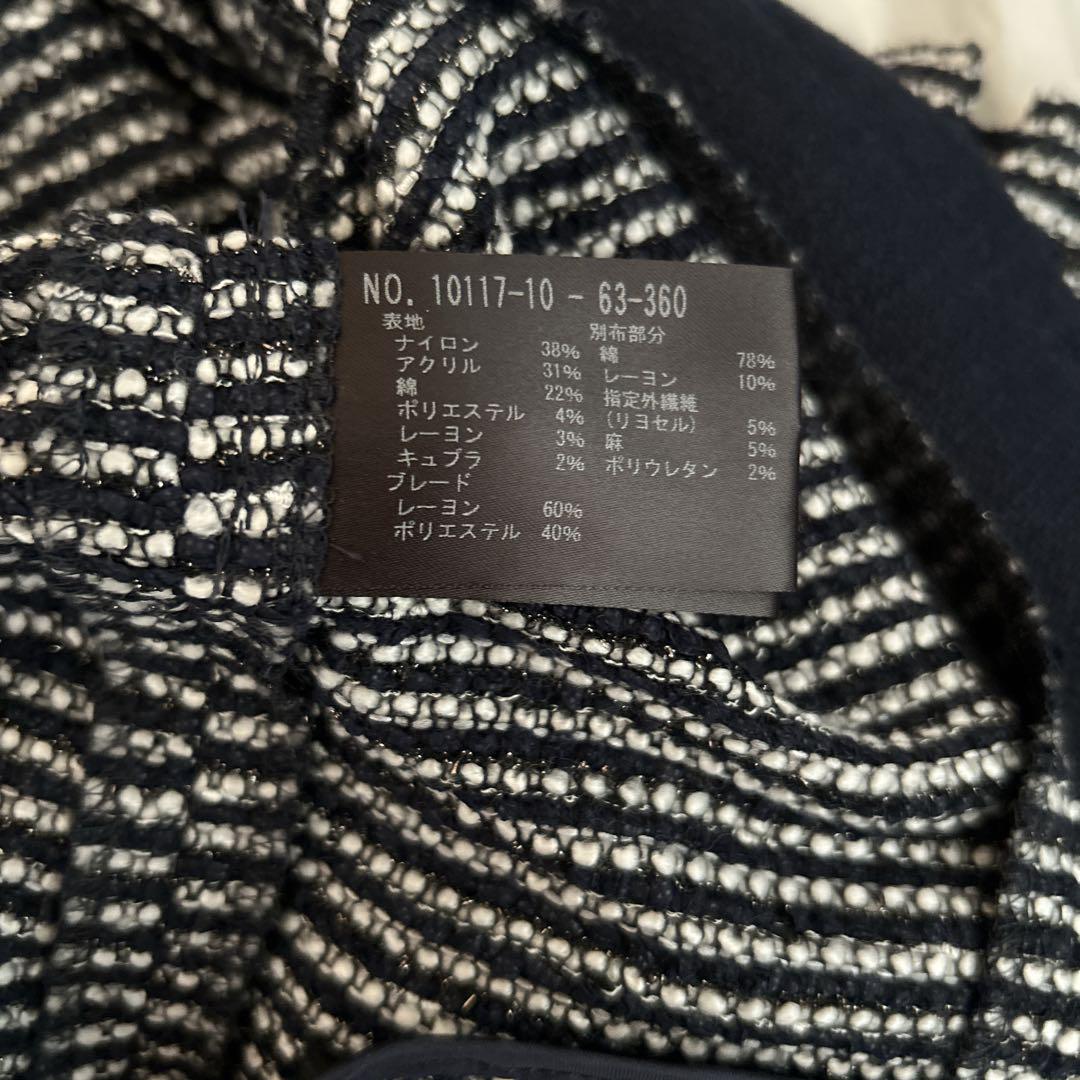 NO. 10117-10 - 63-360
表地
ナイロン 38%
アクリル 31%
綿 22%
ポリエステル 4%
レーヨン 3%
キュプラ 2%
ブレード
レーヨン 60%
ポリエステル 40%
別布部分
綿 78%
レーヨン 10%
指定外繊維
(リヨセル) 5%
麻 5%
ポリウレタン 2%